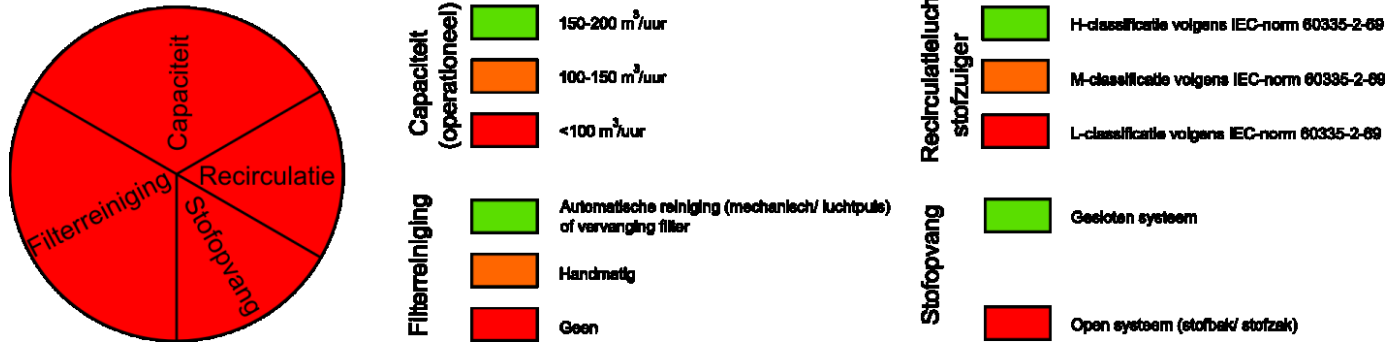 Capaciteit
Recirculatie
Stofopvang
Filterreiniging
Capaciteit
(operationeel)
150-200 m³/uur
100-150 m³/uur
<100 m³/uur
Filterreiniging
Automatische reiniging (mechanisch/ luchtpuls)
of vervanging filter
Handmatig
Geen
Recirculatielucht
stofzuiger
H-classificatie volgens IEC-norm 60335-2-69
M-classificatie volgens IEC-norm 60335-2-69
L-classificatie volgens IEC-norm 60335-2-69
Stofopvang
Gesloten systeem
Open systeem (stofbak/ stofzak)